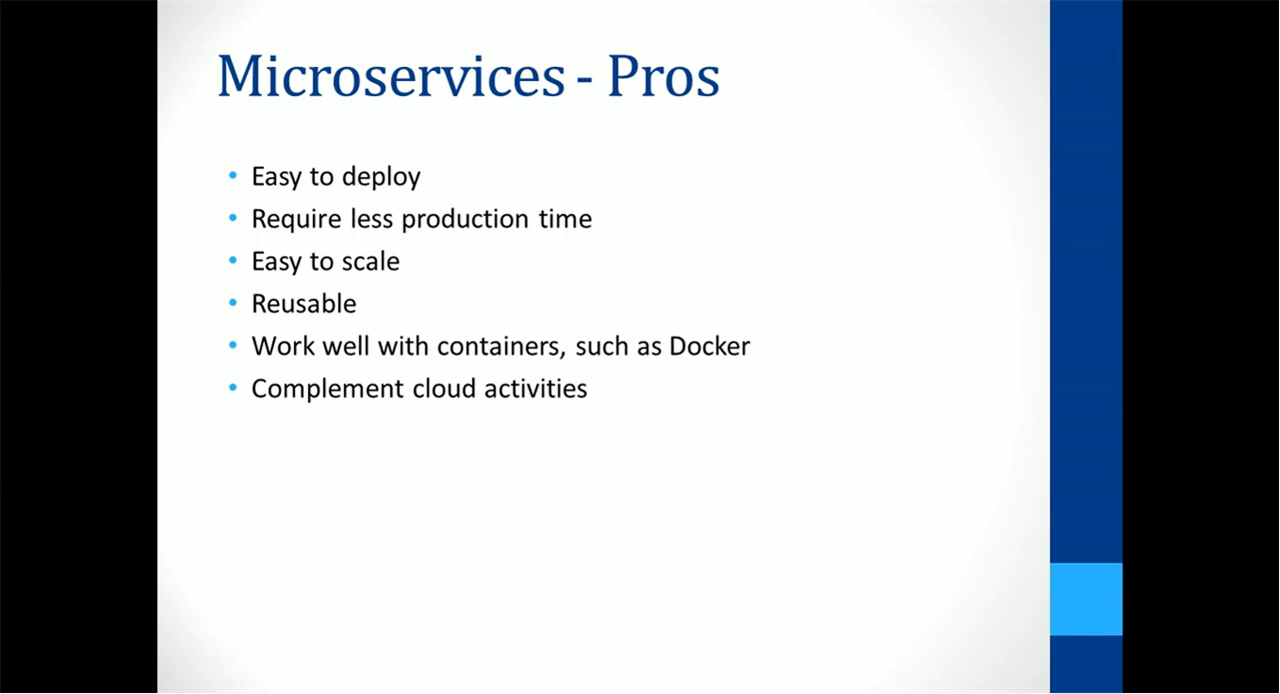 Microservices - Pros
• Easy to deploy
• Require less production time
• Easy to scale
• Reusable
• Work well with containers, such as Docker
• Complement cloud activities